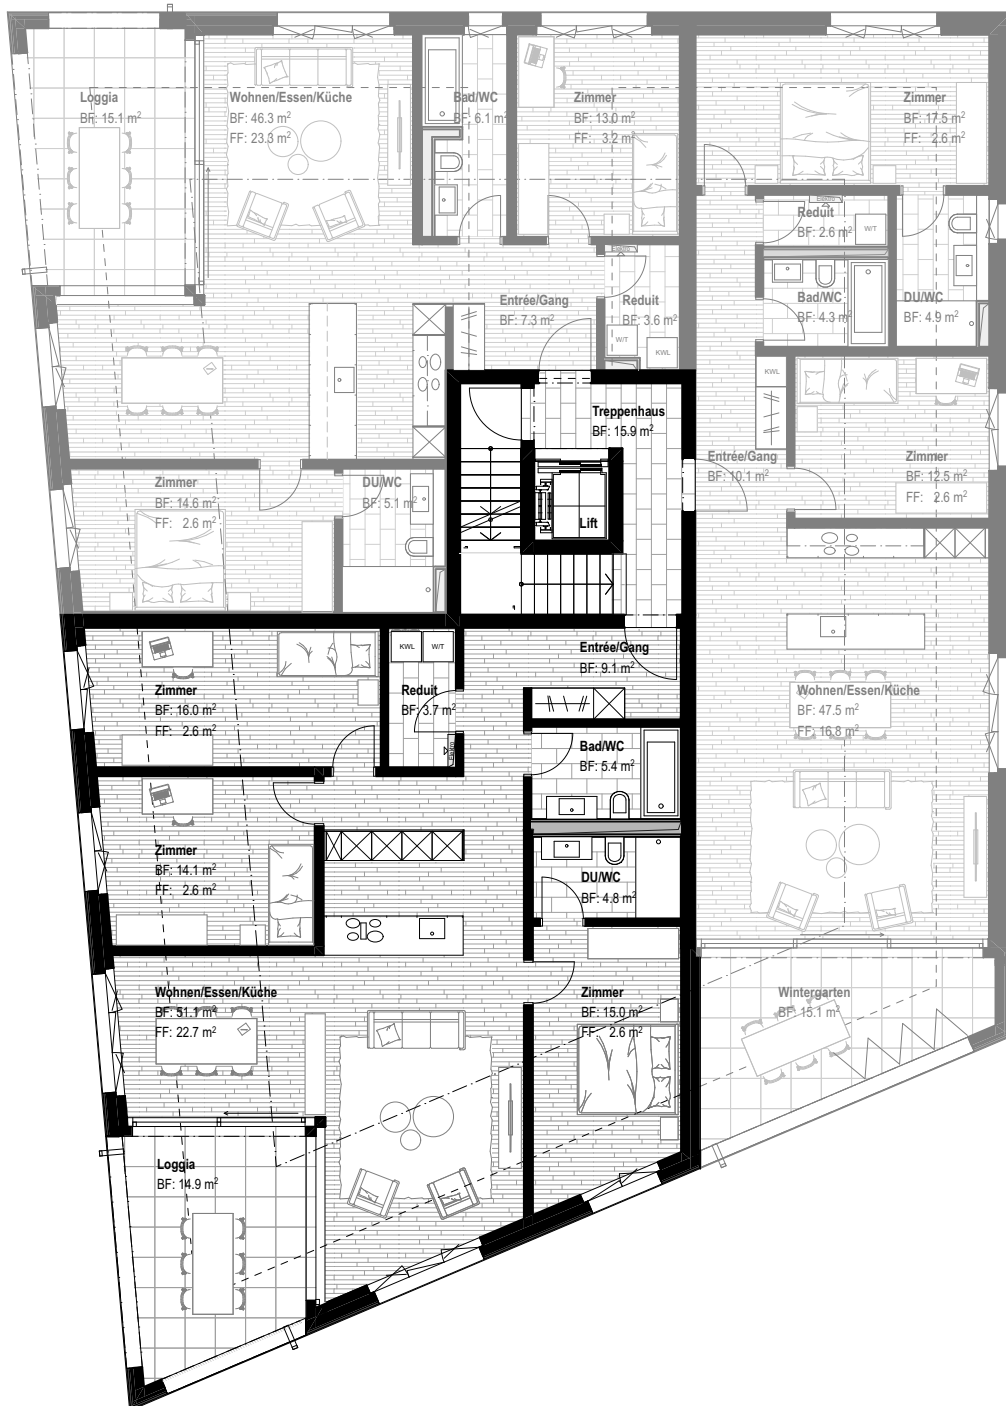 Loggia
BF: 15.1 m²
Wohnen/Essen/Küche
BF: 46.3 m²
FF: 23.3 m²
Bad/WC
BF: 6.1 m²
Zimmer
BF: 13.0 m²
FF: 3.2 m²
Zimmer
BF: 17.5 m²
FF: 2.6 m²
Elektro
Reduit
BF: 2.6 m²
W/T
Bad/WC
BF: 4.3 m²
DU/WC
BF: 4.9 m²
Entrée/Gang
BF: 7.3 m²
Elektro
Reduit
BF: 3.6 m²
W/T
KWL
KWL
Treppenhaus
BF: 15.9 m²
Lift
Entrée/Gang
BF: 10.1 m²
Zimmer
BF: 12.5 m²
FF: 2.6 m²
Zimmer
BF: 14.6 m²
FF: 2.6 m²
DU/WC
BF: 5.1 m²
Zimmer
BF: 16.0 m²
FF: 2.6 m²
KWL
W/T
Reduit
BF: 3.7 m²
Elektro
Entrée/Gang
BF: 9.1 m²
Bad/WC
BF: 5.4 m²
Wohnen/Essen/Küche
BF: 47.5 m²
FF: 16.8 m²
Zimmer
BF: 14.1 m²
FF: 2.6 m²
DU/WC
BF: 4.8 m²
Wohnen/Essen/Küche
BF: 51.1 m²
FF: 22.7 m²
Zimmer
BF: 15.0 m²
FF: 2.6 m²
Wintergarten
BF: 15.1 m²
Loggia
BF: 14.9 m²